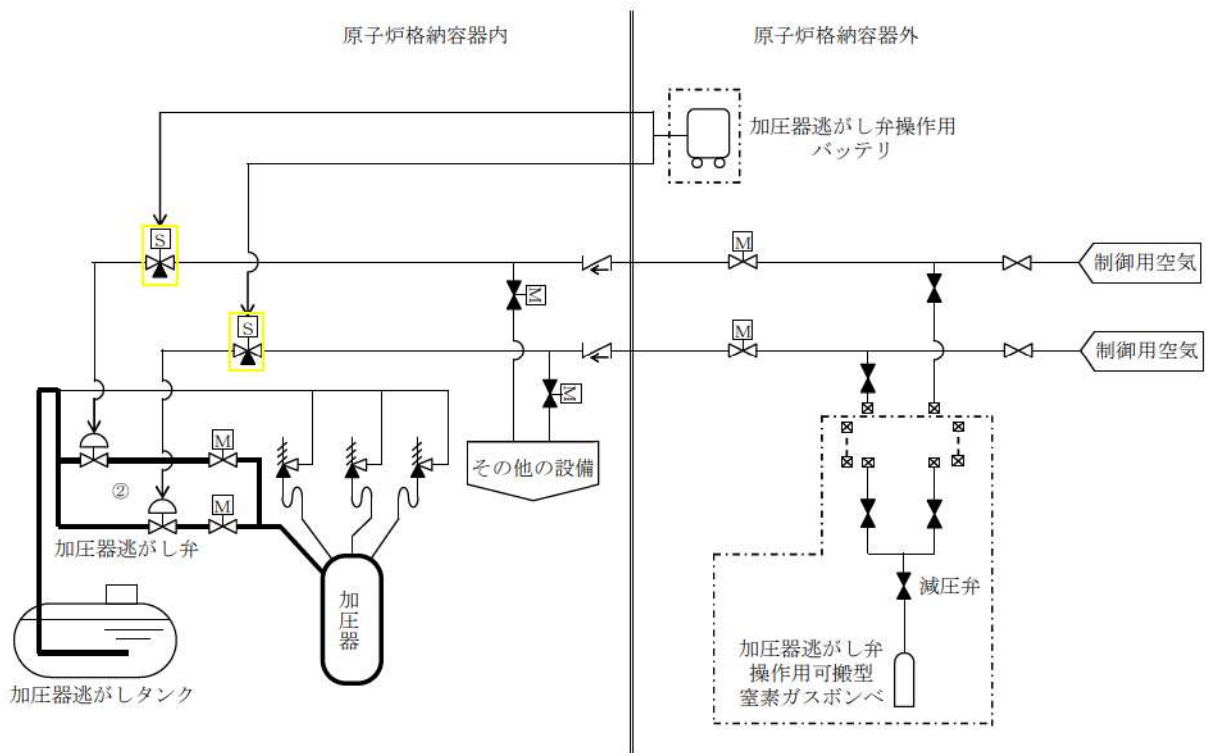 原子炉格納容器内
原子炉格納容器外
加圧器逃がし弁操作用
バッテリ
S
M
制御用空気
M
S
M
制御用空気
M
M
その他の設備
②
M
加圧器逃がし弁
加圧器
減圧弁
加圧器逃がし弁
操作用可搬型
窒素ガスボンベ
加圧器逃がしタンク